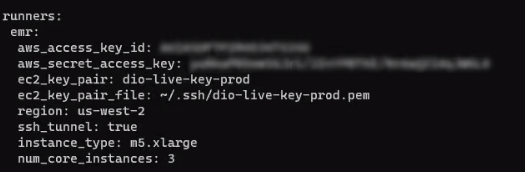 runners:
  emr:
   aws_access_key_id:
   aws_secret_access_key:
   ec2_key_pair: dio-live-key-prod
   ec2_key_pair_file: ~/.ssh/dio-live-key-prod.pem
   region: us-west-2
   ssh_tunnel: true
   instance_type: m5.xlarge
   num_core_instances: 3